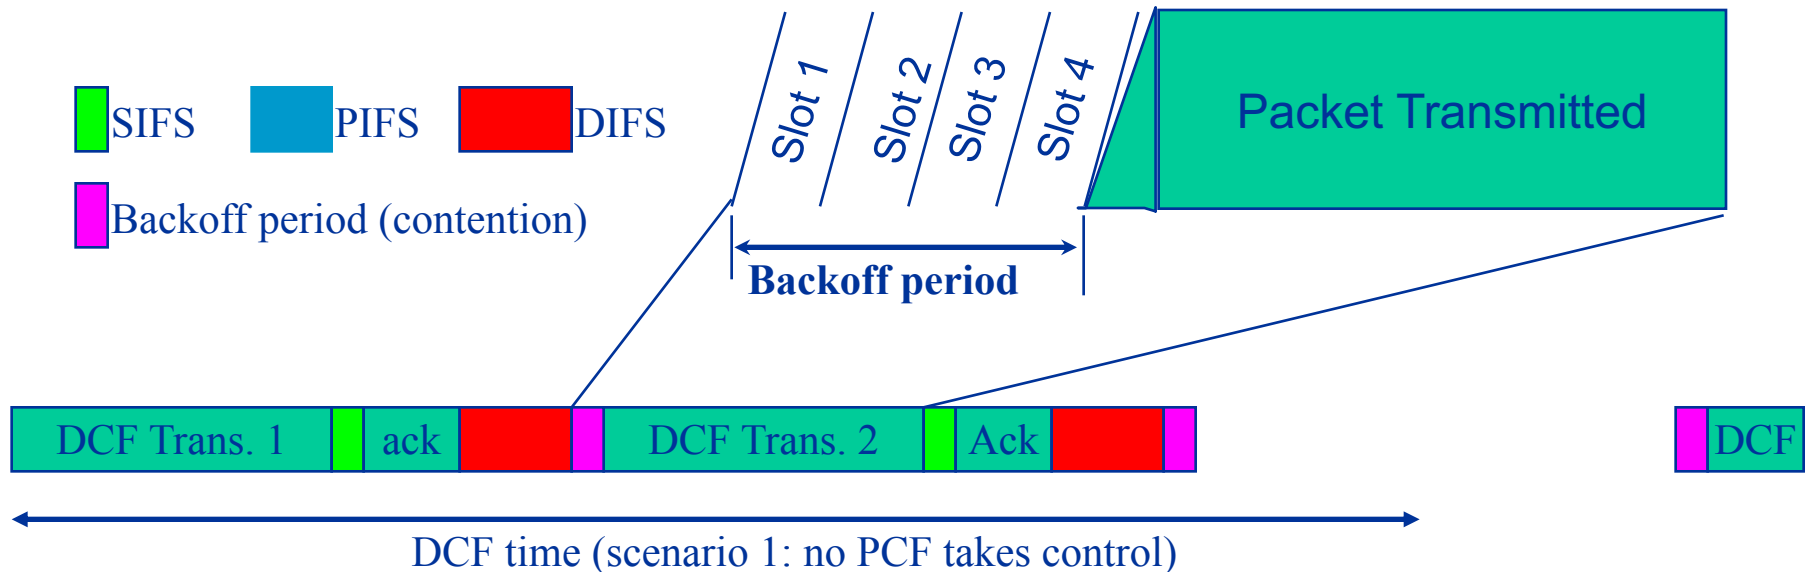 Slot 1
Slot 2
Slot 3
Slot 4
Packet Transmitted
SIFS
PIFS
DIFS
Backoff period (contention)
Backoff period
DCF Trans. 1
ack
DCF Trans. 2
Ack
DCF
DCF time (scenario 1: no PCF takes control)